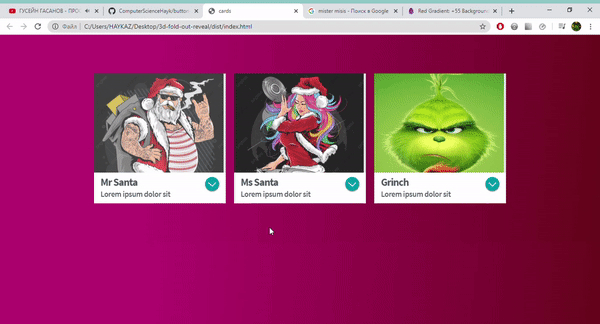 ГУСЕЙН ГАСАНОВ - ПРО
ComputerScienceHayk/button
cards
mister misis - Поиск в Google
Red Gradient: +55 Background
Файл
C:/Users/HAYKAZ/Desktop/3d-fold-out-reveal/dist/index.html
Mr Santa
Lorem ipsum dolor sit
Ms Santa
Lorem ipsum dolor sit
Grinch
Lorem ipsum dolor sit